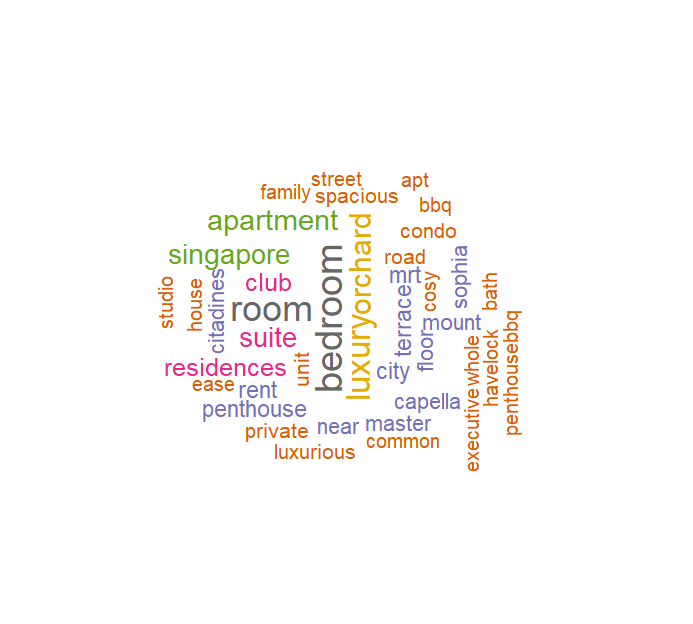 street
apt
family
spacious
bbq
apartment
condo
singapore
road
club
mrt
cosy
sophia
bath
studio
house
citadines
room
bedroom
luxury
orchard
terrace
mount
suite
floor
residences
unit
city
whole
havelock
penthousebbq
ease
rent
penthouse
capella
executive
near
master
private
common
luxurious